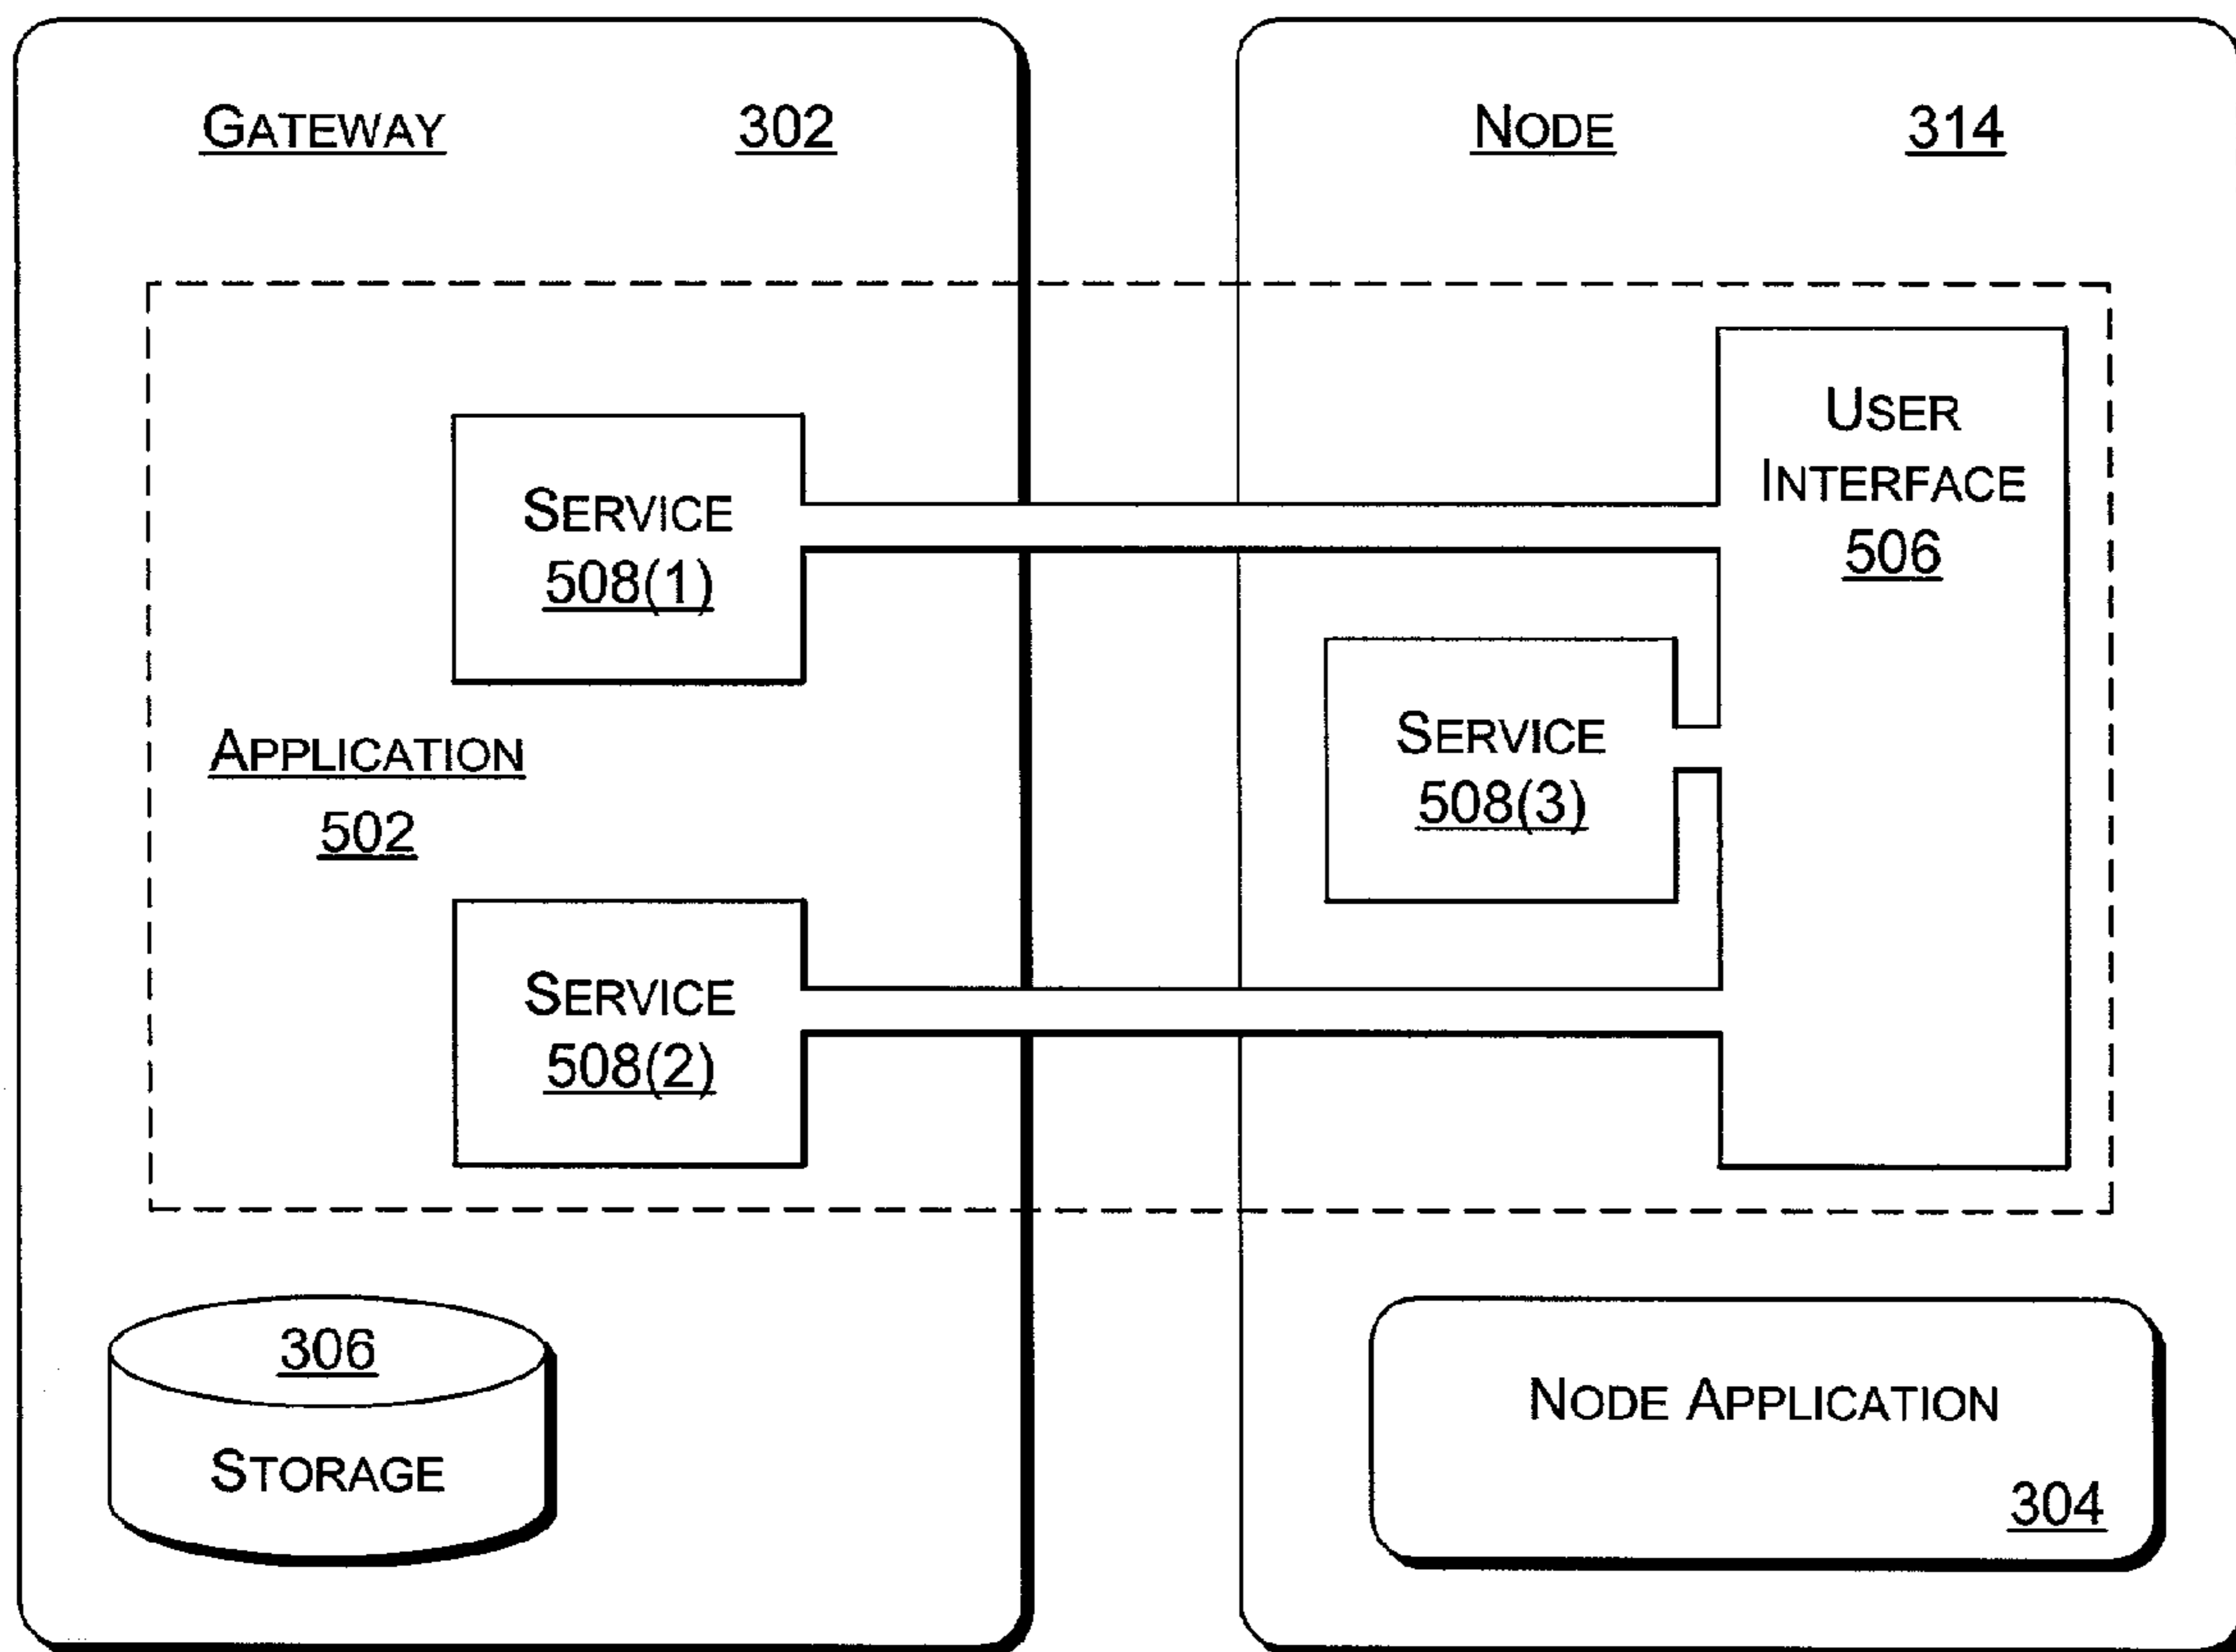 GATEWAY 302
NODE 314
USER
INTERFACE
506
SERVICE
508(1)
SERVICE
508(3)
APPLICATION
502
SERVICE
508(2)
306
STORAGE
NODE APPLICATION
304